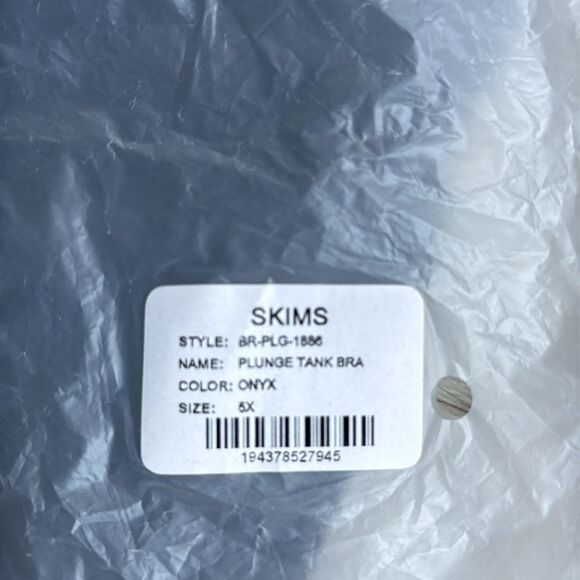 SKIMS
STYLE: BR-PLG-1886
NAME: PLUNGE TANK BRA
COLOR: ONYX
SIZE: 5X
194378527945